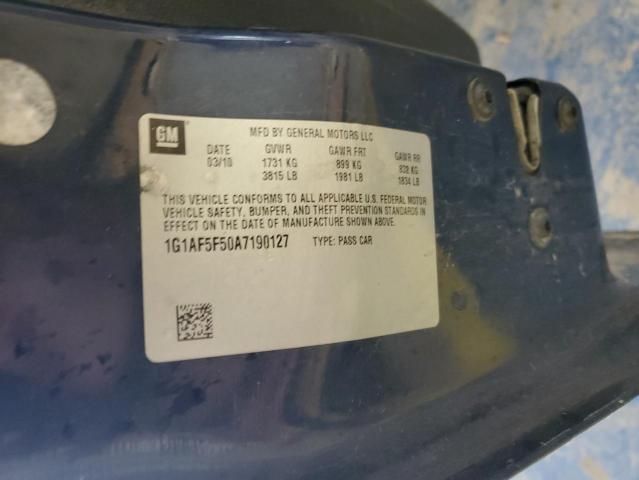 GM
MFD BY GENERAL MOTORS LLC
DATE GVWR GAWR FRT GAWR RR
03/10 1731 KG 899 KG 832 KG
3815 LB 1981 LB 1834 LB
THIS VEHICLE CONFORMS TO ALL APPLICABLE U.S. FEDERAL MOTOR
VEHICLE SAFETY, BUMPER, AND THEFT PREVENTION STANDARDS IN
EFFECT ON THE DATE OF MANUFACTURE SHOWN ABOVE.
1G1AF5F50A7190127 TYPE: PASS CAR